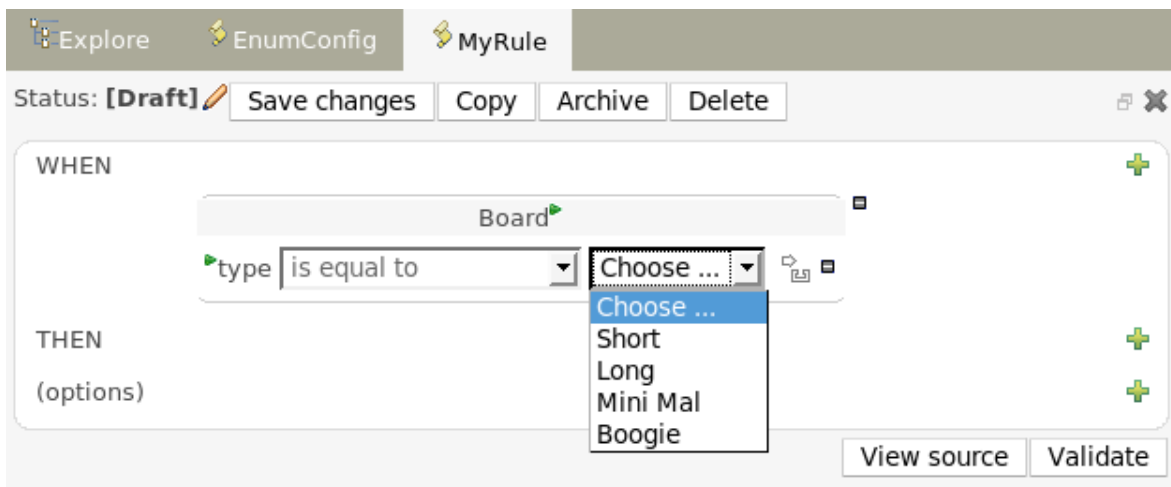 Explore EnumConfig MyRule
Status: [Draft] Save changes Copy Archive Delete
WHEN
Board
type is equal to Choose ...
Choose ...
Short
Long
Mini Mal
Boogie
THEN
(options)
View source Validate